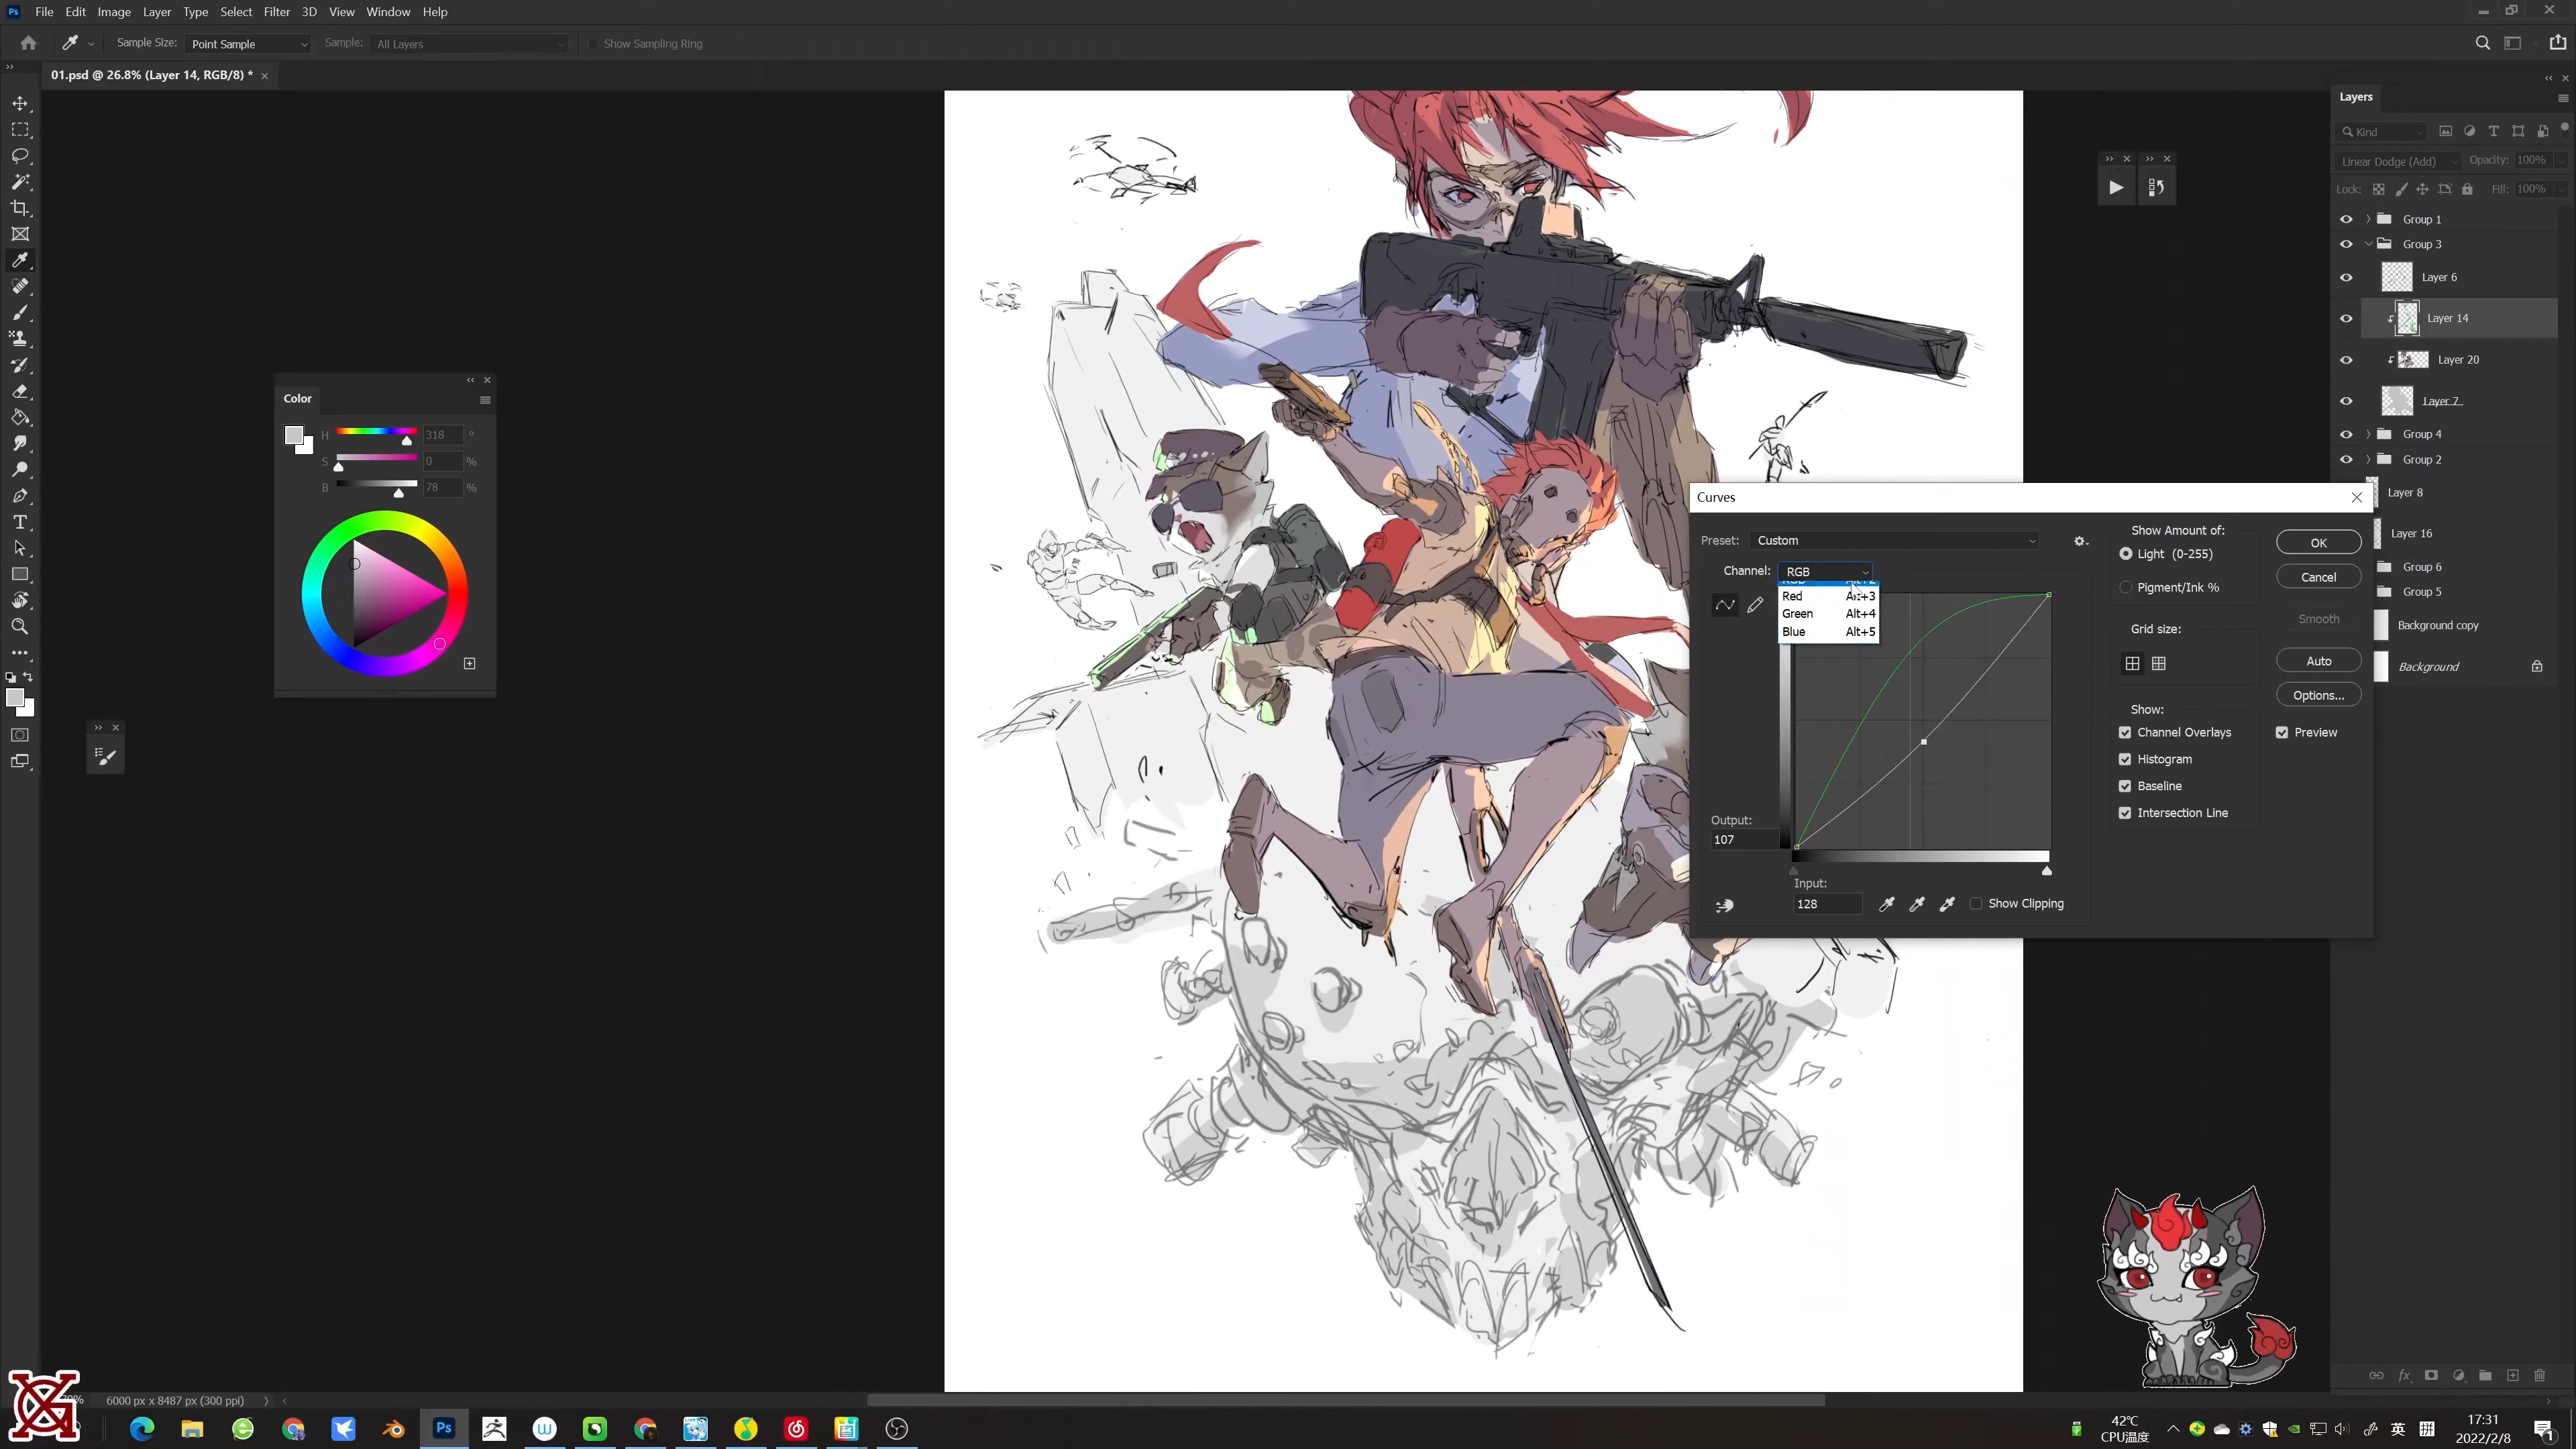 Ps File Edit Image Layer Type Select Filter 3D View Window Help
Sample Size: Point Sample Sample: All Layers Show Sampling Ring
01.psd @ 26.8% (Layer 14, RGB/8) *
Layers
Kind
Linear Dodge (Add) Opacity: 100%
Lock: Fill: 100%
Group 1
Group 3
Layer 6
Layer 14
Layer 20
Layer 7
Group 4
Group 2
Layer 8
Layer 16
Group 6
Group 5
Background copy
Background
Color
H 318 °
S 0 %
B 78 %
Curves
Preset: Custom
Channel: RGB
RGB Alt+2
Red Alt+3
Green Alt+4
Blue Alt+5
Output:
107
Input:
128
Show Clipping
Show Amount of:
Light (0-255)
Pigment/Ink %
Grid size:
Show:
Channel Overlays
Histogram
Baseline
Intersection Line
OK
Cancel
Smooth
Auto
Options...
Preview
6000 px x 8487 px (300 ppi)
Ps
42℃
CPU温度
英
17:31
2022/2/8
1